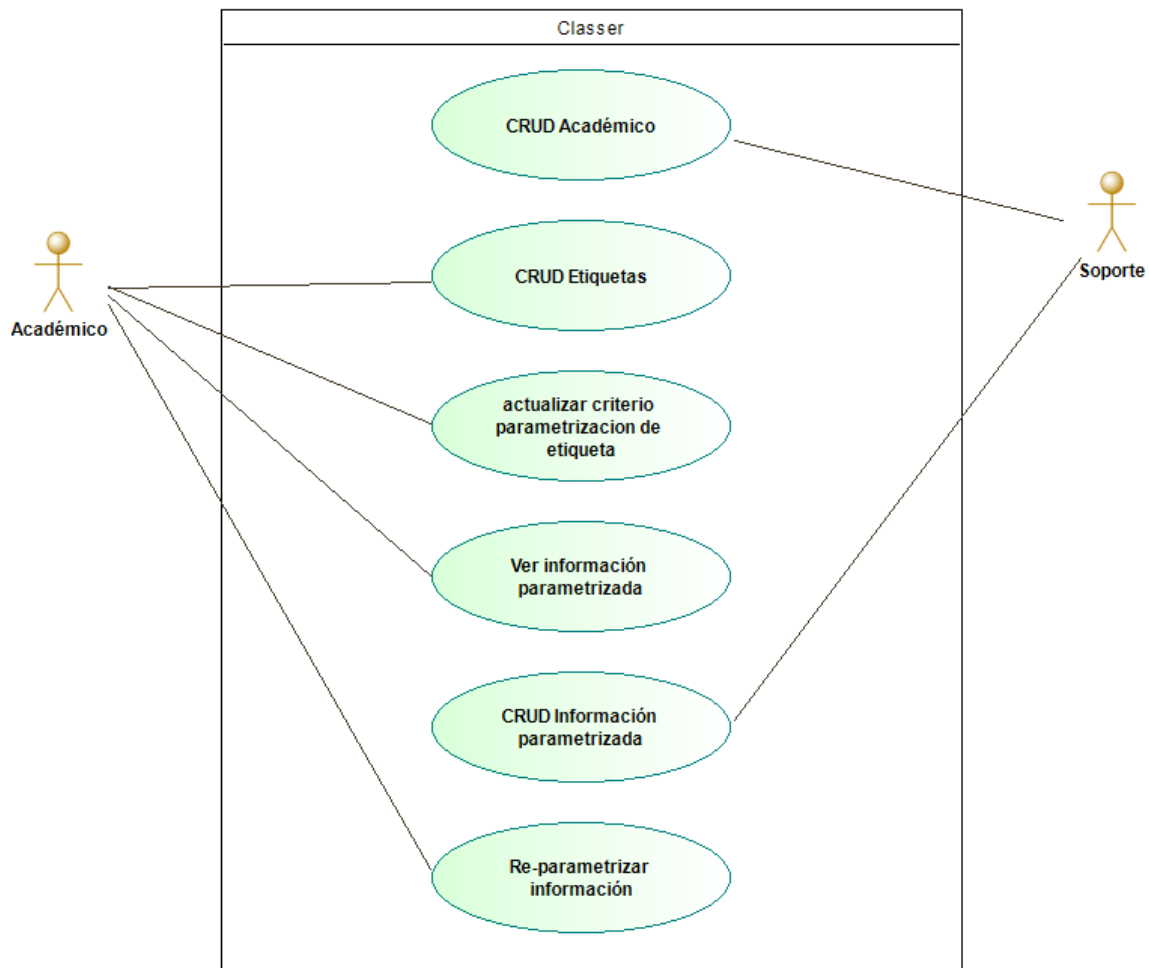 Classer
CRUD Académico
Soporte
CRUD Etiquetas
Académico
actualizar criterio
parametrizacion de
etiqueta
Ver información
parametrizada
CRUD Información
parametrizada
Re-parametrizar
información